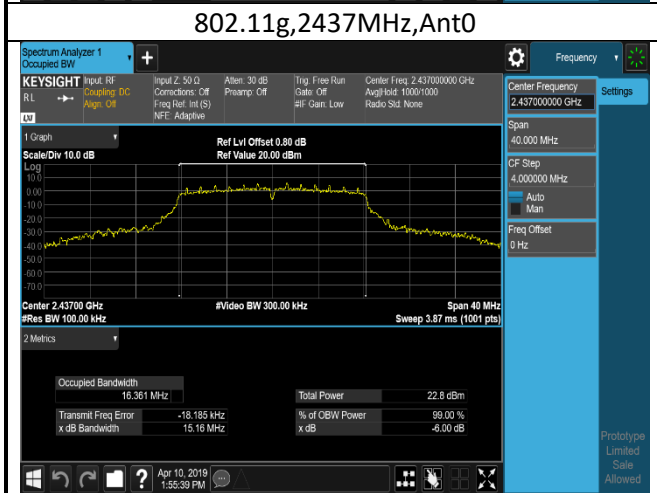 802.11g,2437MHz,Ant0
Spectrum Analyzer 1
Occupied BW
+
Frequency
KEYSIGHT
RL
LXI
Input: RF
Coupling: DC
Align: Off
Input Z: 50 Ω
Corrections: Off
Freq Ref: Int (S)
NFE: Adaptive
Atten: 30 dB
Preamp: Off
Trig: Free Run
Gate: Off
#IF Gain: Low
Center Freq: 2.437000000 GHz
Avg|Hold: 1000/1000
Radio Std: None
Center Frequency
2.437000000 GHz
Settings
Span
40.000 MHz
CF Step
4.000000 MHz
Auto
Man
Freq Offset
0 Hz
1 Graph
Scale/Div 10.0 dB
Ref Lvl Offset 0.80 dB
Ref Value 20.00 dBm
Log
10.0
0.00
-10.0
-20.0
-30.0
-40.0
-50.0
-60.0
-70.0
Center 2.43700 GHz
#Res BW 100.00 kHz
#Video BW 300.00 kHz
Span 40 MHz
Sweep 3.87 ms (1001 pts)
2 Metrics
Occupied Bandwidth
16.361 MHz
Total Power 22.8 dBm
Transmit Freq Error -18.185 kHz
% of OBW Power 99.00 %
x dB Bandwidth 15.16 MHz
x dB -6.00 dB
Prototype
Limited
Sale
Allowed
?
Apr 10, 2019
1:55:39 PM